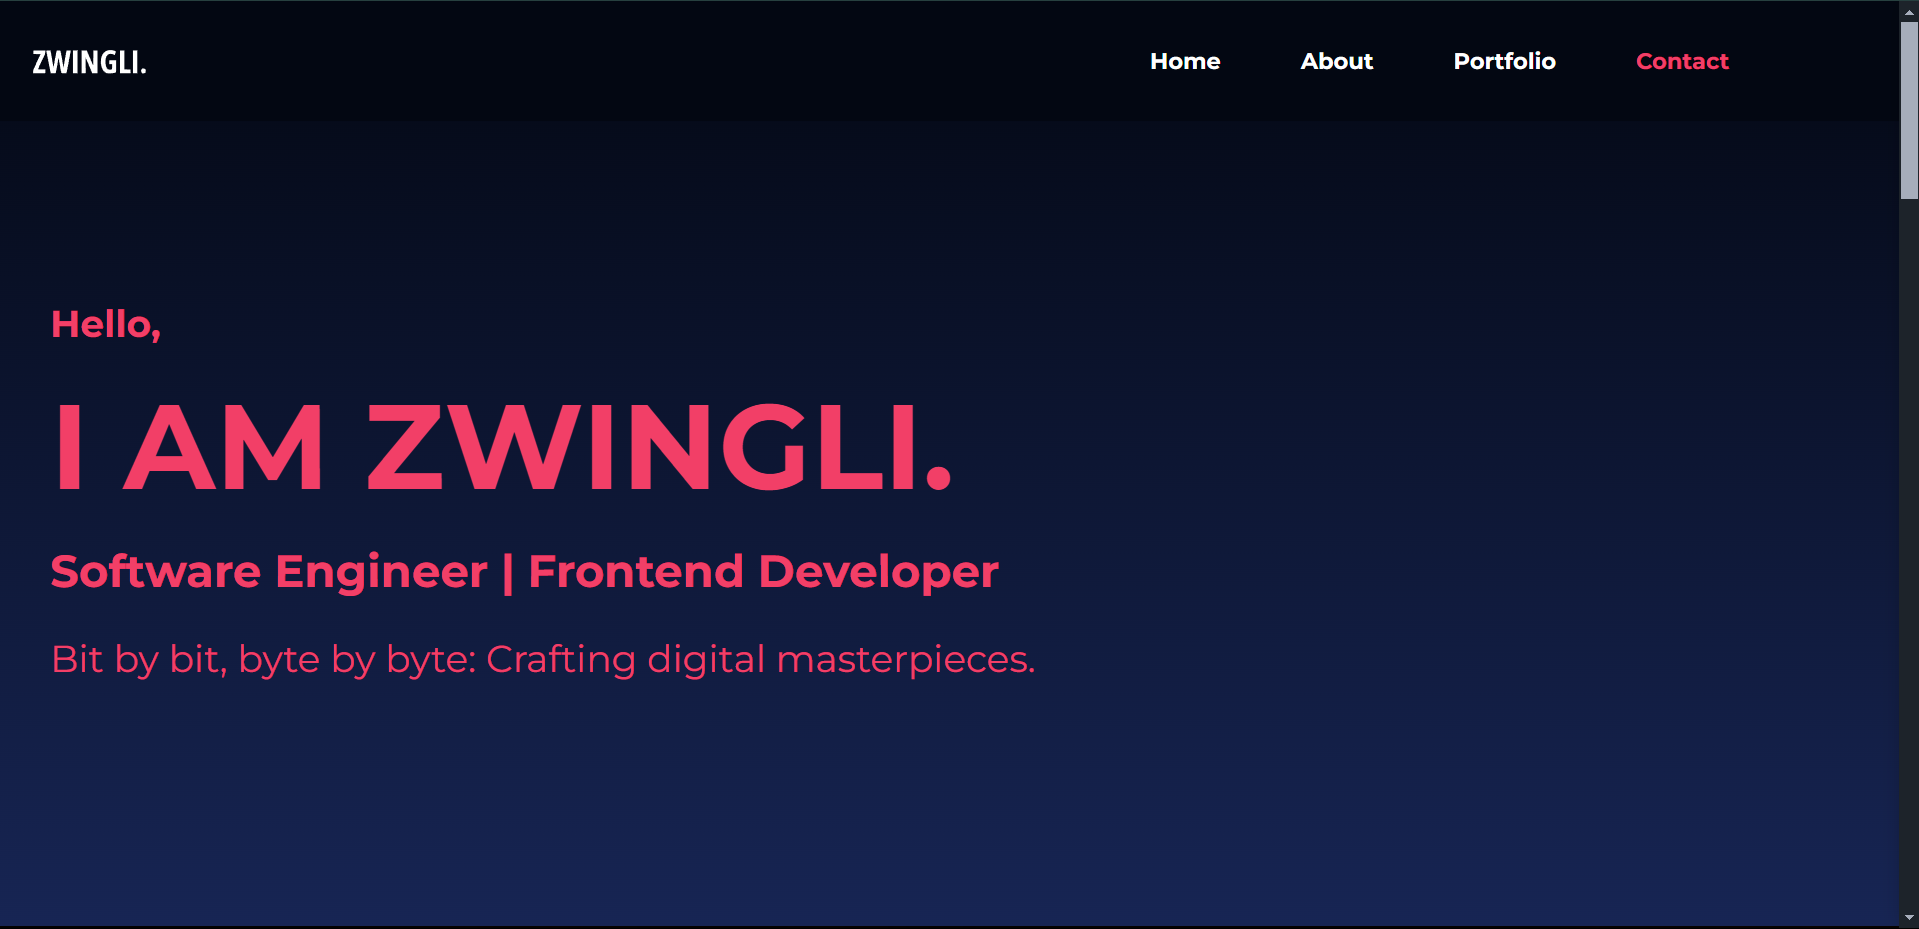 ZWINGLI.
Home About Portfolio Contact
Hello,
I AM ZWINGLI.
Software Engineer | Frontend Developer
Bit by bit, byte by byte: Crafting digital masterpieces.